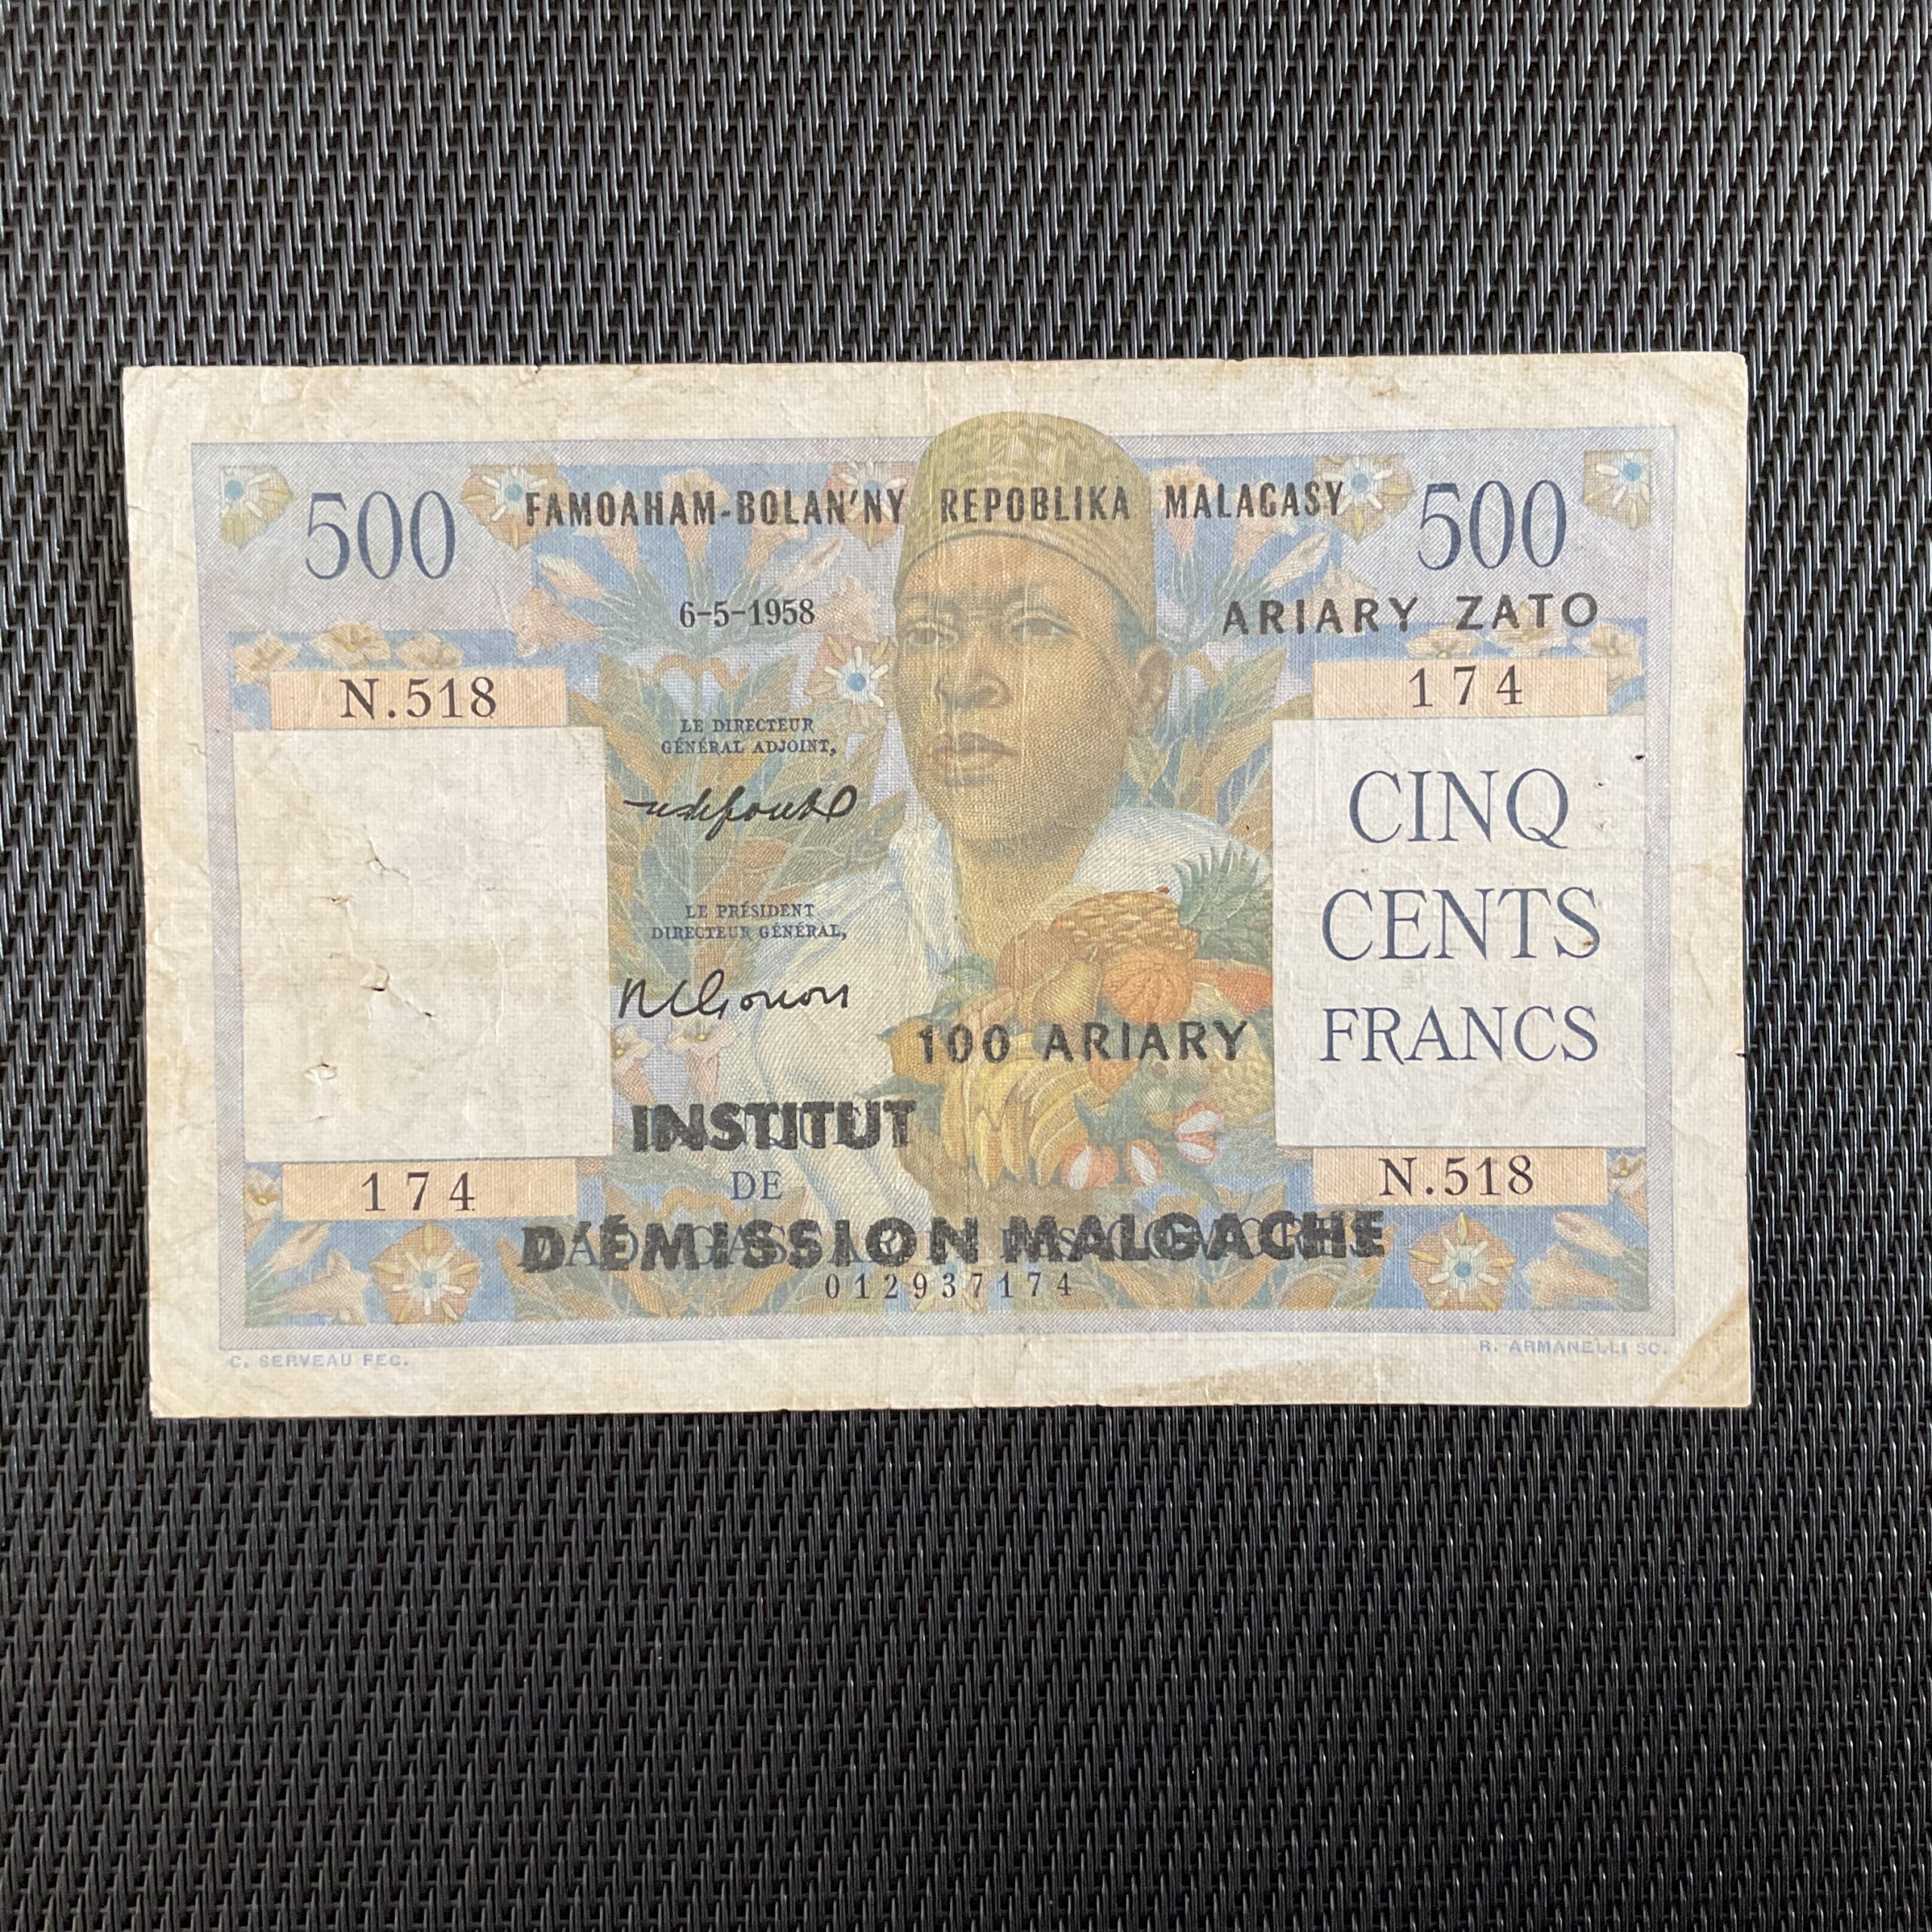 500 FAMOAHAM-BOLAN'NY REPOBLIKA MALAGASY 500
6-5-1958 ARIARY ZATO
N.518 174
LE DIRECTEUR
GÉNÉRAL ADJOINT,
LE PRÉSIDENT
DIRECTEUR GÉNÉRAL,
CINQ
CENTS
FRANCS
100 ARIARY
INSTITUT
DE
D'ÉMISSION MALGACHE
174 N.518
012937174
C. SERVEAU FEC. R. ARMANELLI SC.